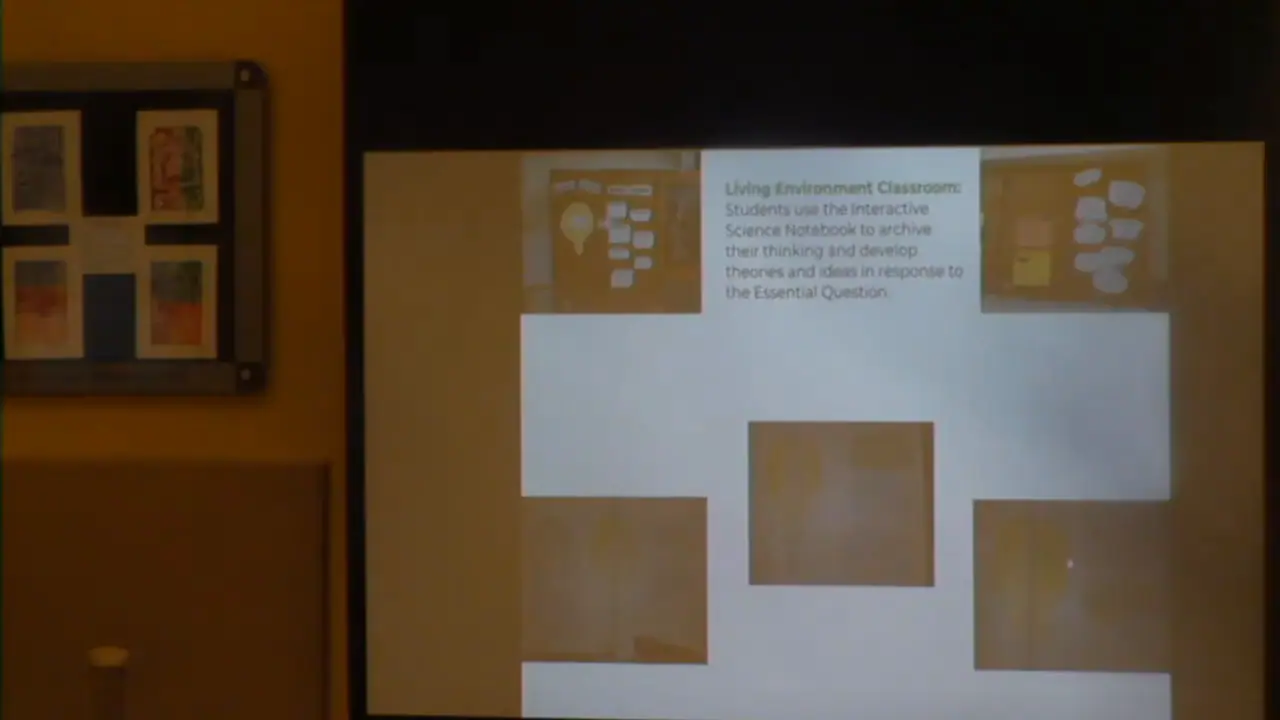 Living Environment Classroom:
Students use the Interactive
Science Notebook to archive
their thinking and develop
theories and ideas in response to
the Essential Question.